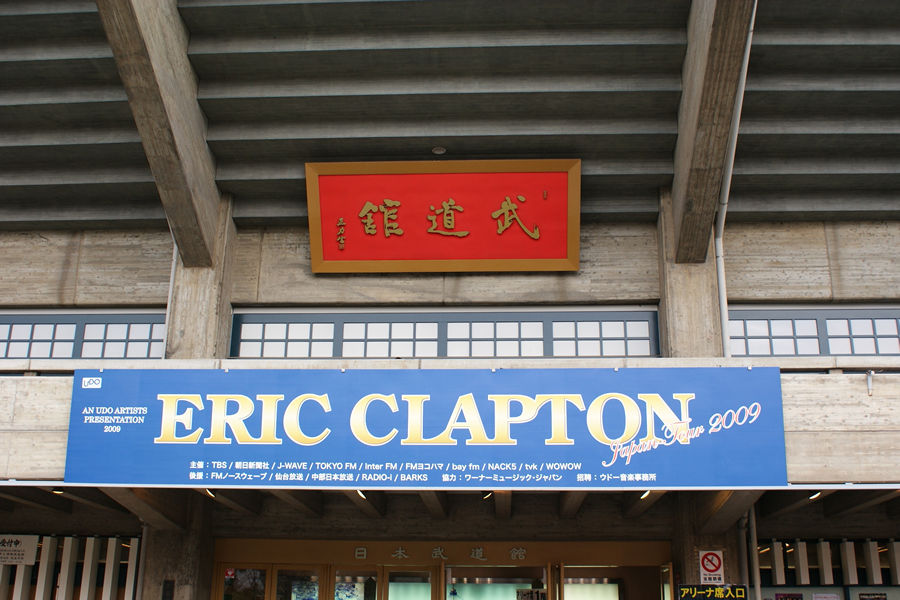 武道館
UDO
AN UDO ARTISTS
PRESENTATION
2009
ERIC CLAPTON
Japan Tour 2009
主催：TBS / 朝日新聞社 / J-WAVE / TOKYO FM / Inter FM / FMヨコハマ / bay fm / NACK5 / tvk / WOWOW
後援：FMノースウェーブ / 仙台放送 / 中部日本放送 / RADIO-i / BARKS　協力：ワーナーミュージック・ジャパン　招聘：ウドー音楽事務所
日本武道館
受付中
アリーナ席入口